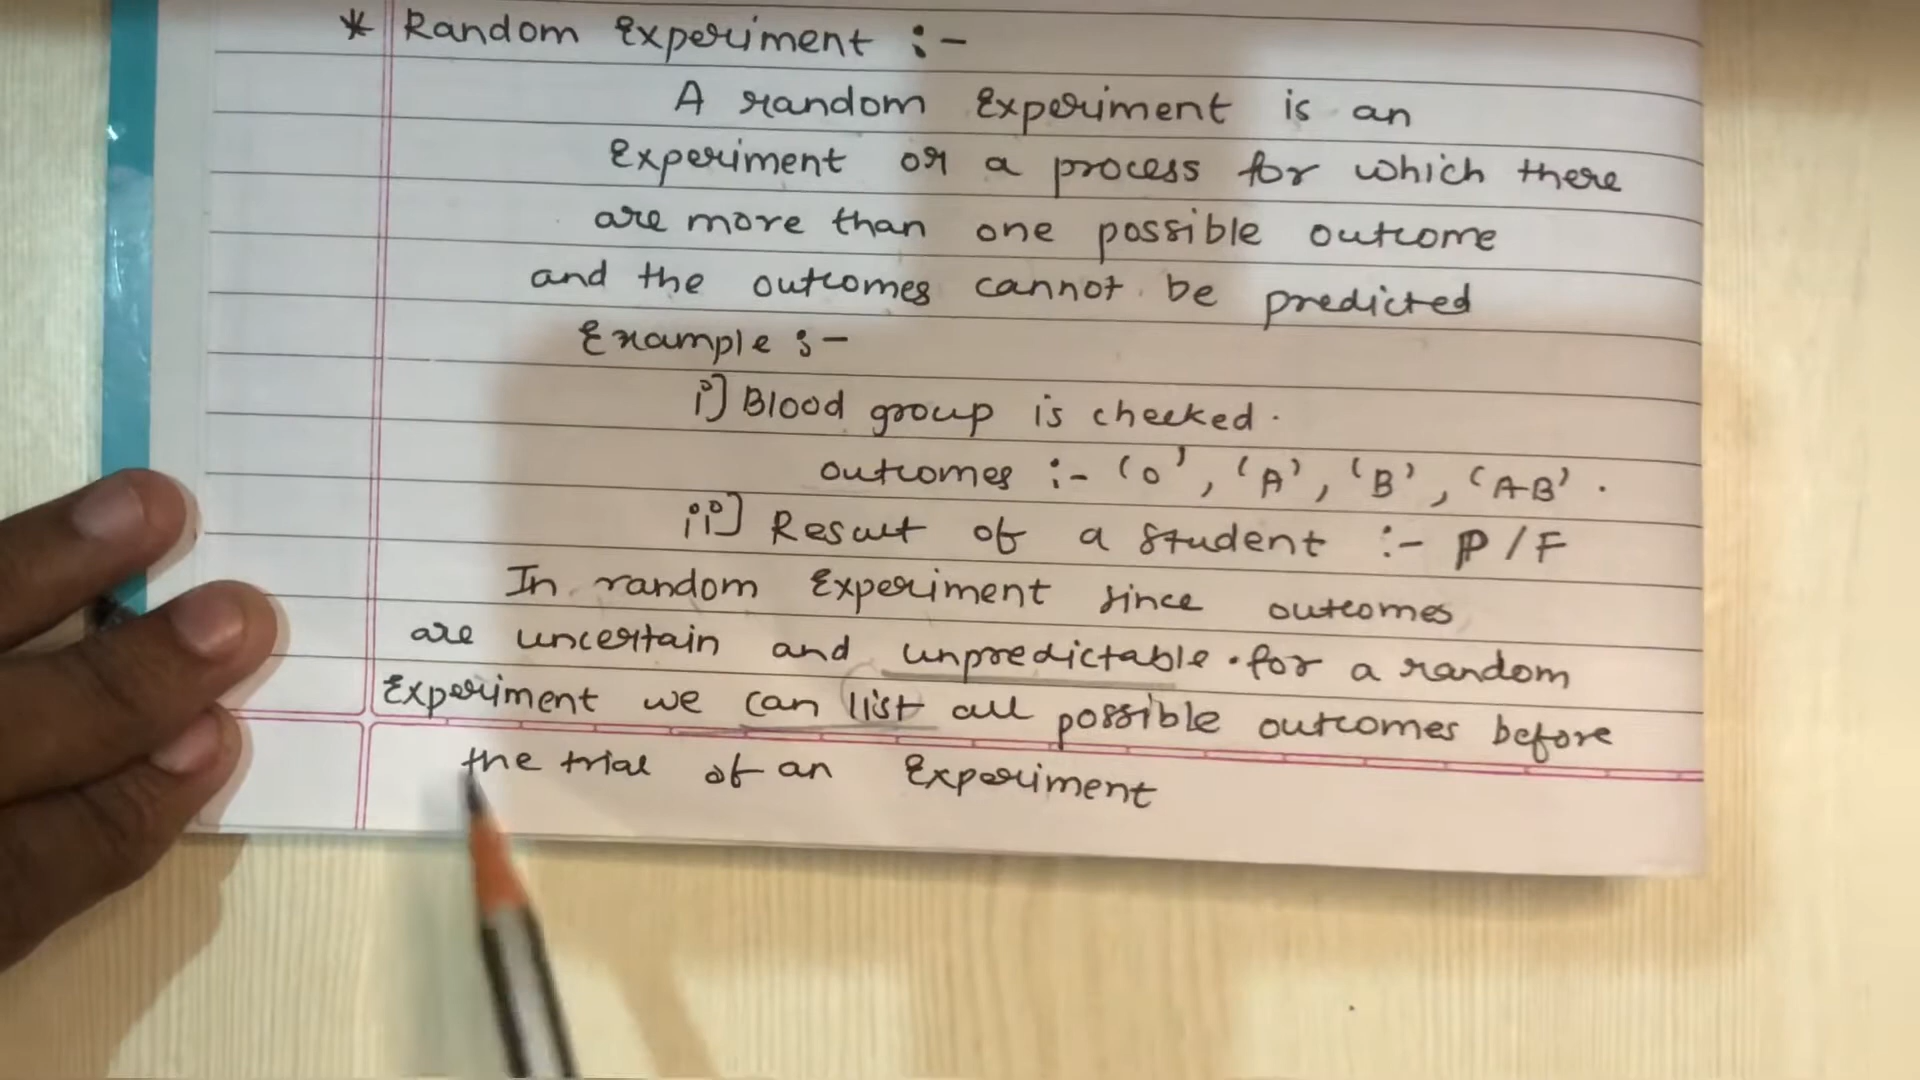 * Random Experiment :-
A random Experiment is an
Experiment or a process for which there
are more than one possible outcome
and the outcomes cannot be predicted
Example :-
i] Blood group is checked.
outcomes :- 'O', 'A', 'B', 'AB'.
ii] Result of a student :- P/F
In random Experiment since outcomes
are uncertain and unpredictable. for a random
Experiment we can list all possible outcomes before
the trial of an Experiment